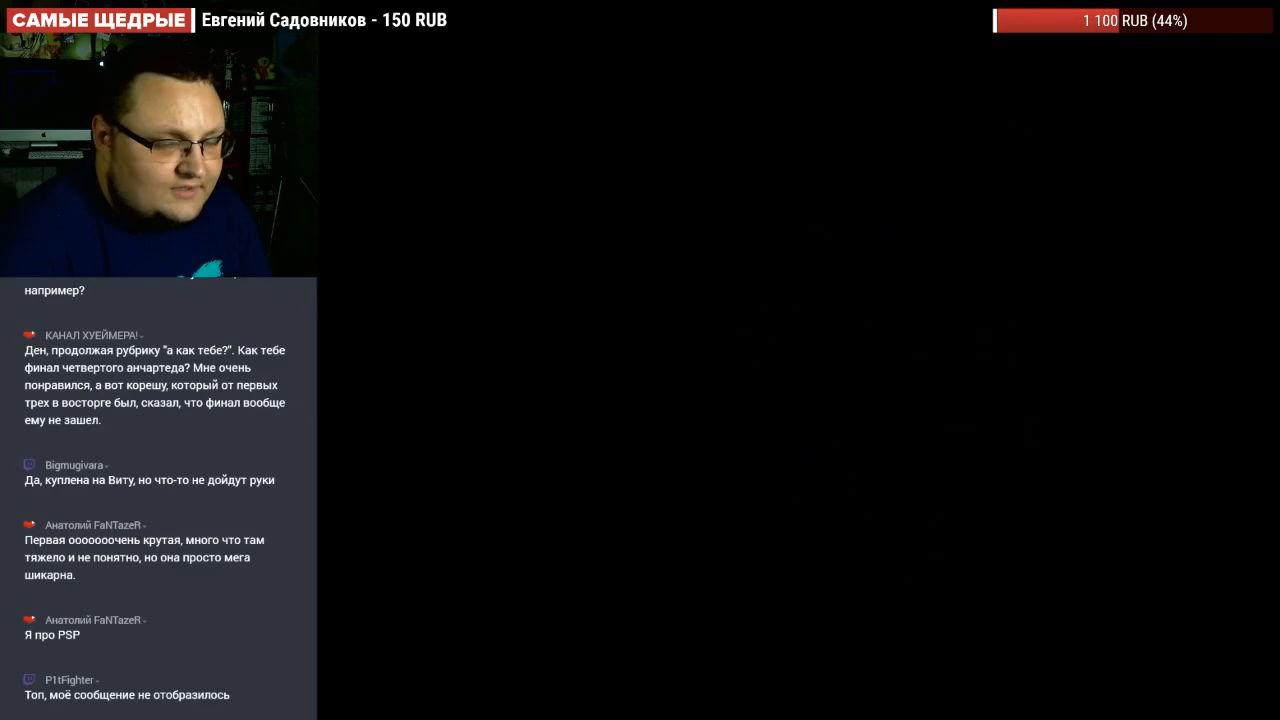 САМЫЕ ЩЕДРЫЕ Евгений Садовников - 150 RUB
1 100 RUB (44%)
например?
КАНАЛ ХУЕЙМЕРА!
Ден, продолжая рубрику "а как тебе?". Как тебе
финал четвертого анчартеда? Мне очень
понравился, а вот корешу, который от первых
трех в восторге был, сказал, что финал вообще
ему не зашел.
Bigmugivara
Да, куплена на Виту, но что-то не дойдут руки
Анатолий FaNTazeR
Первая ооооооочень крутая, много что там
тяжело и не понятно, но она просто мега
шикарна.
Анатолий FaNTazeR
Я про PSP
P1tFighter
Топ, моё сообщение не отобразилось